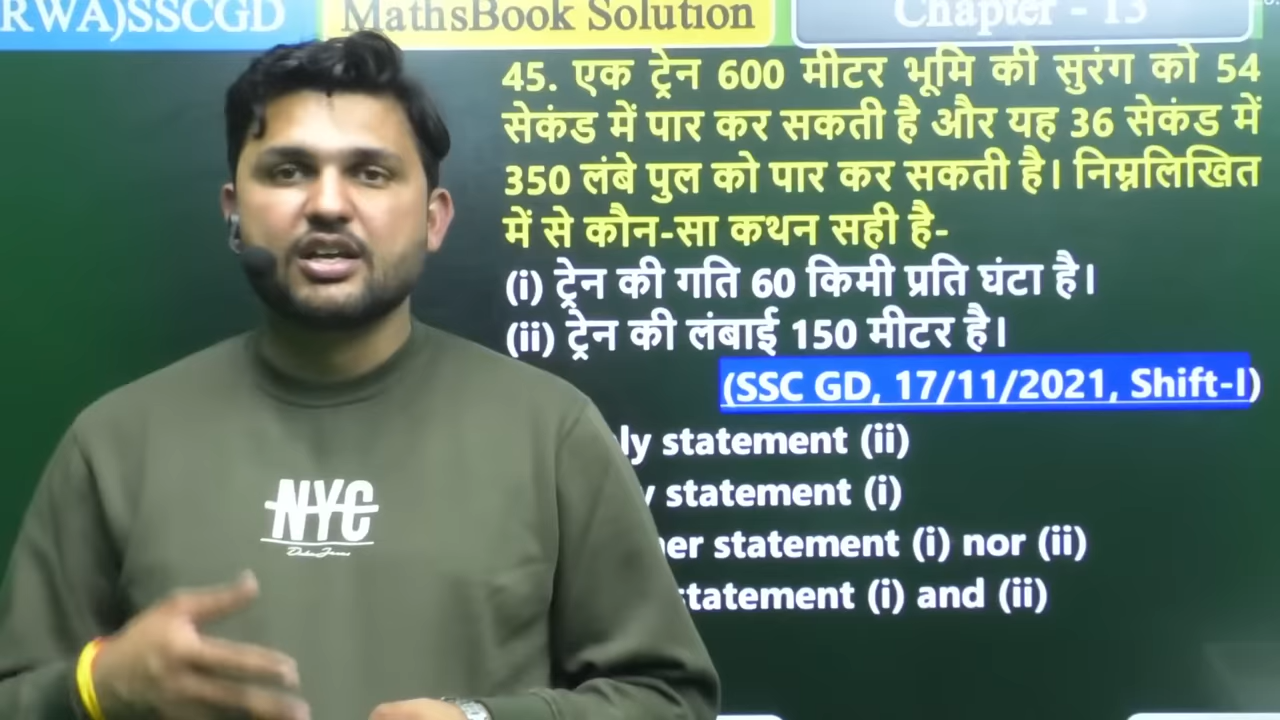 RWA)SSCGD
MathsBook Solution
Chapter - 13
45. एक ट्रेन 600 मीटर भूमि की सुरंग को 54
सेकंड में पार कर सकती है और यह 36 सेकंड में
350 लंबे पुल को पार कर सकती है। निम्नलिखित
में से कौन-सा कथन सही है-
(i) ट्रेन की गति 60 किमी प्रति घंटा है।
(ii) ट्रेन की लंबाई 150 मीटर है।
(SSC GD, 17/11/2021, Shift-I)
ly statement (ii)
y statement (i)
er statement (i) nor (ii)
statement (i) and (ii)
NYC